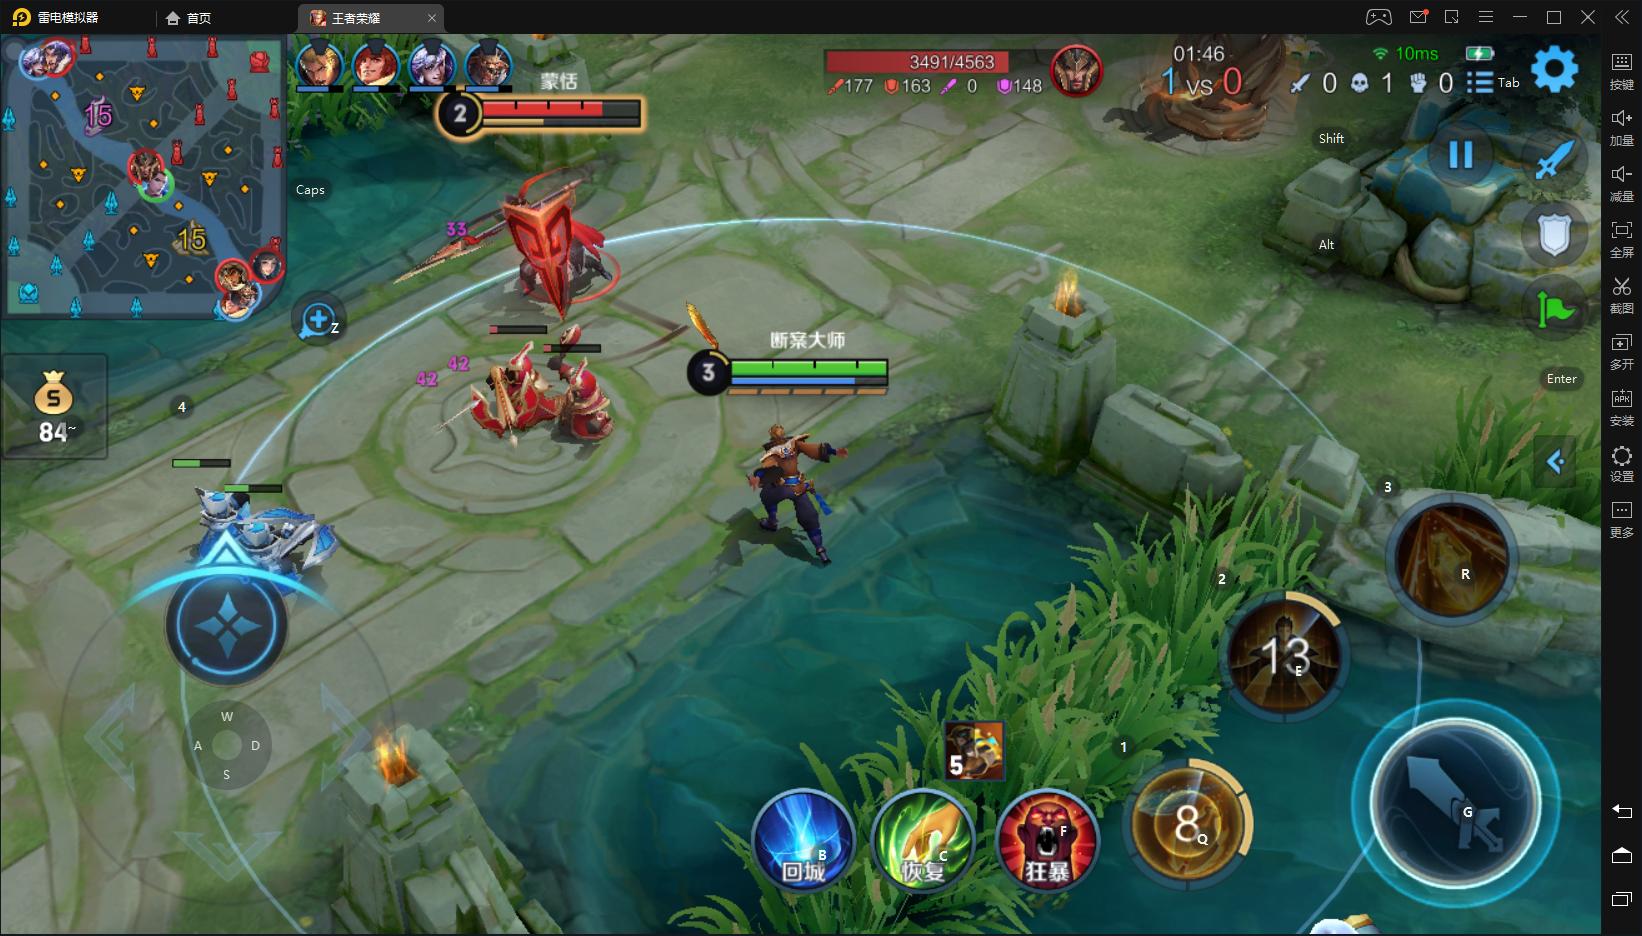 雷电模拟器
首页
王者荣耀
蒙恬
2
3491/4563
177 163 0 148
01:46
1 vs 0
10ms
0 1 0
Tab
15
15
Caps
Shift
Alt
Enter
Z
33
42 42
断案大师
3
S
84~
4
3
R
2
13
E
W
A D
S
5
1
回城
B
恢复
C
狂暴
F
8
Q
G
按键
加量
减量
全屏
截图
多开
APK
安装
设置
更多